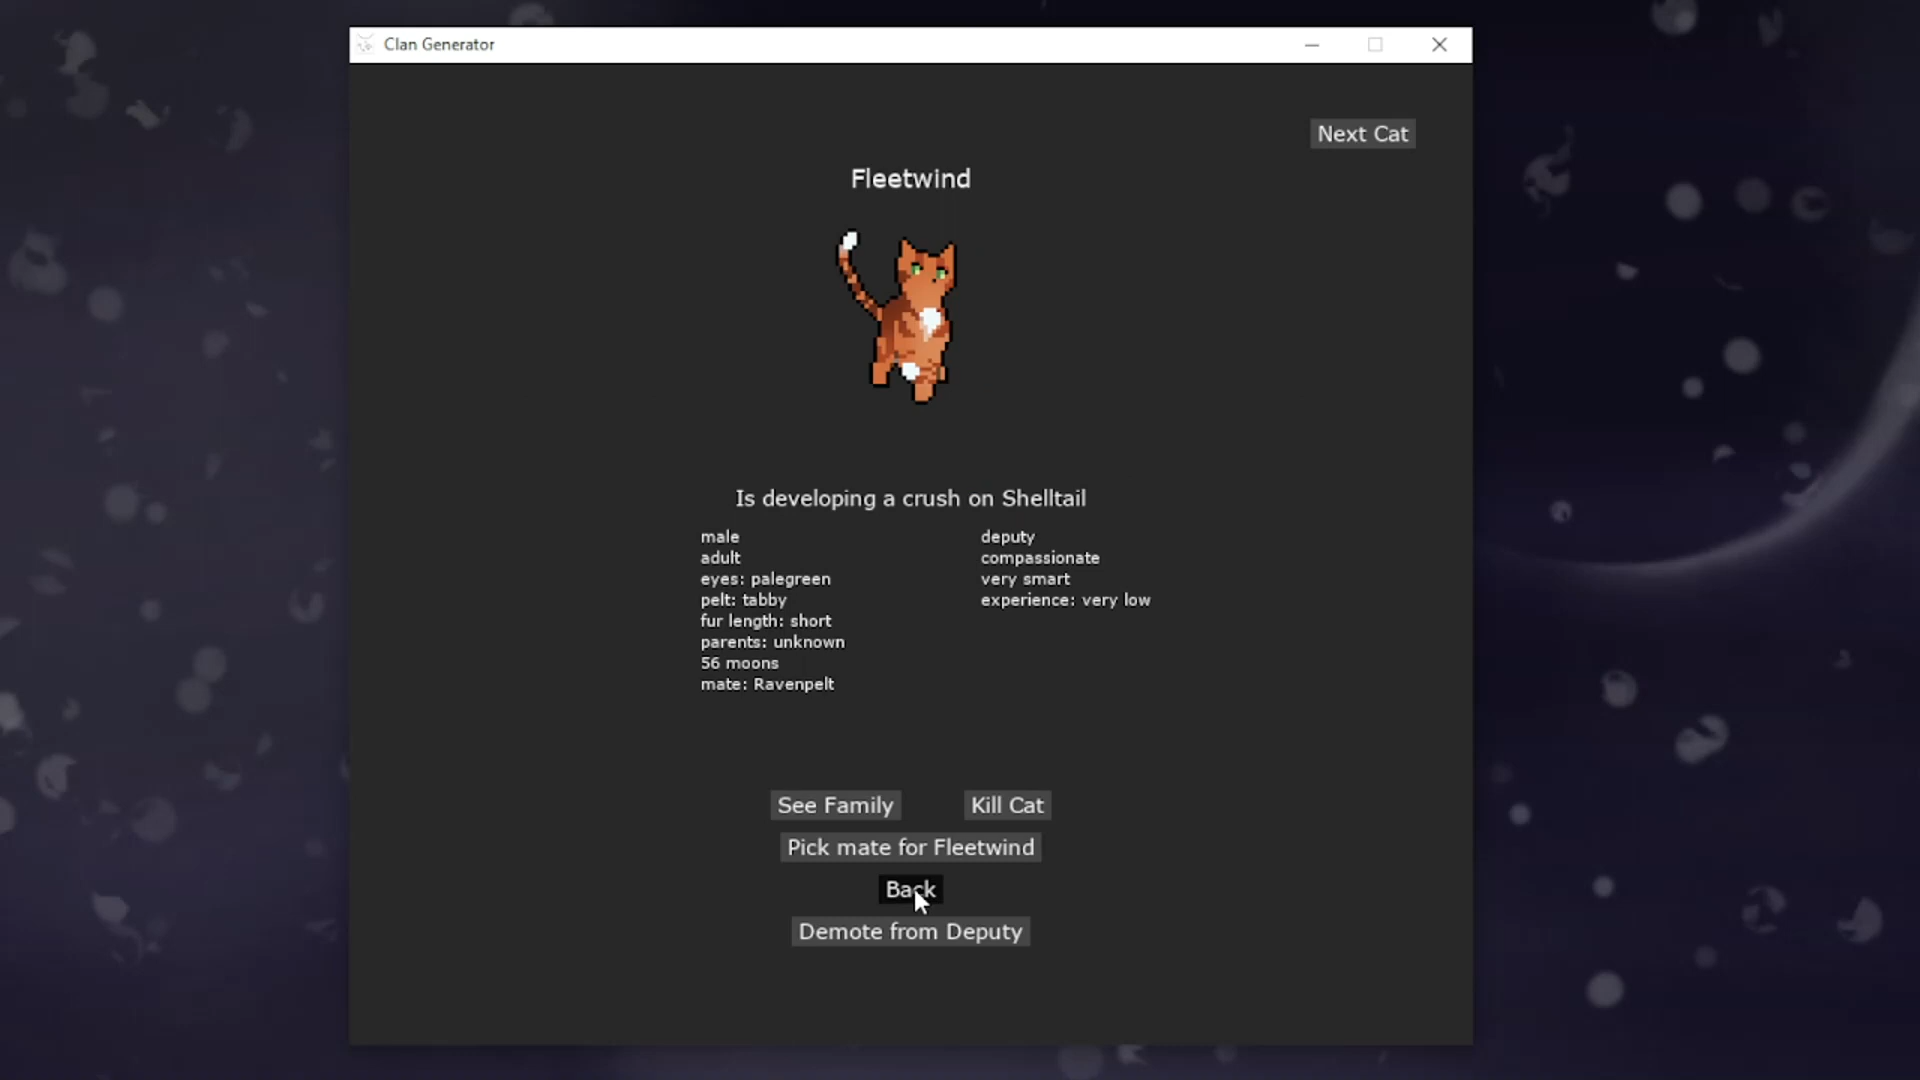 Clan Generator
Next Cat
Fleetwind
Is developing a crush on Shelltail
male
adult
eyes: palegreen
pelt: tabby
fur length: short
parents: unknown
56 moons
mate: Ravenpelt
deputy
compassionate
very smart
experience: very low
See Family
Kill Cat
Pick mate for Fleetwind
Back
Demote from Deputy